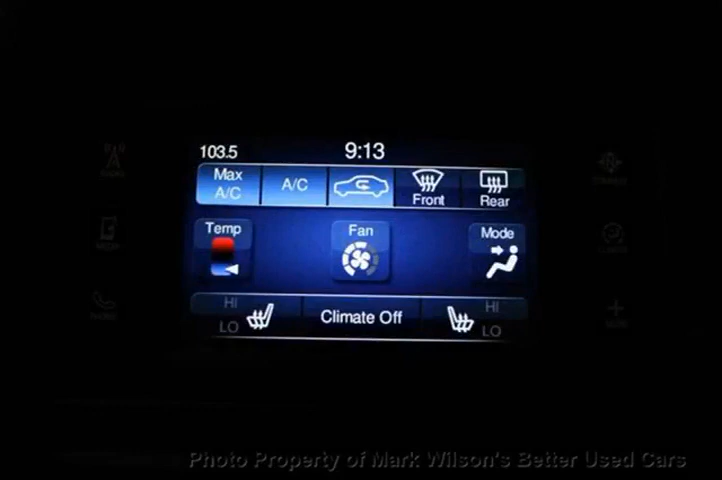 103.5 9:13
Max A/C A/C Front Rear
Temp Fan Mode
HI HI
LO Climate Off LO
Photo Property of Mark Wilson's Better Used Cars